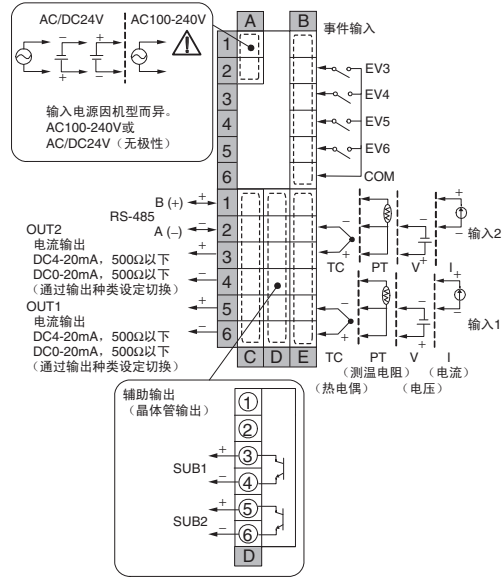 AC/DC24V
AC100-240V
输入电源因机型而异。
AC100-240V或
AC/DC24V（无极性）
A
B
事件输入
1
2
3
4
5
6
EV3
EV4
EV5
EV6
COM
B (+)
RS-485
A (–)
OUT2
电流输出
DC4-20mA，500Ω以下
DC0-20mA，500Ω以下
（通过输出种类设定切换）
OUT1
电流输出
DC4-20mA，500Ω以下
DC0-20mA，500Ω以下
（通过输出种类设定切换）
1
2
3
4
5
6
C
D
E
TC
PT
V
I
输入2
输入1
TC
PT
V
I
（测温电阻）
（电流）
（热电偶）
（电压）
辅助输出
（晶体管输出）
①
②
③
④
⑤
⑥
SUB1
SUB2
D